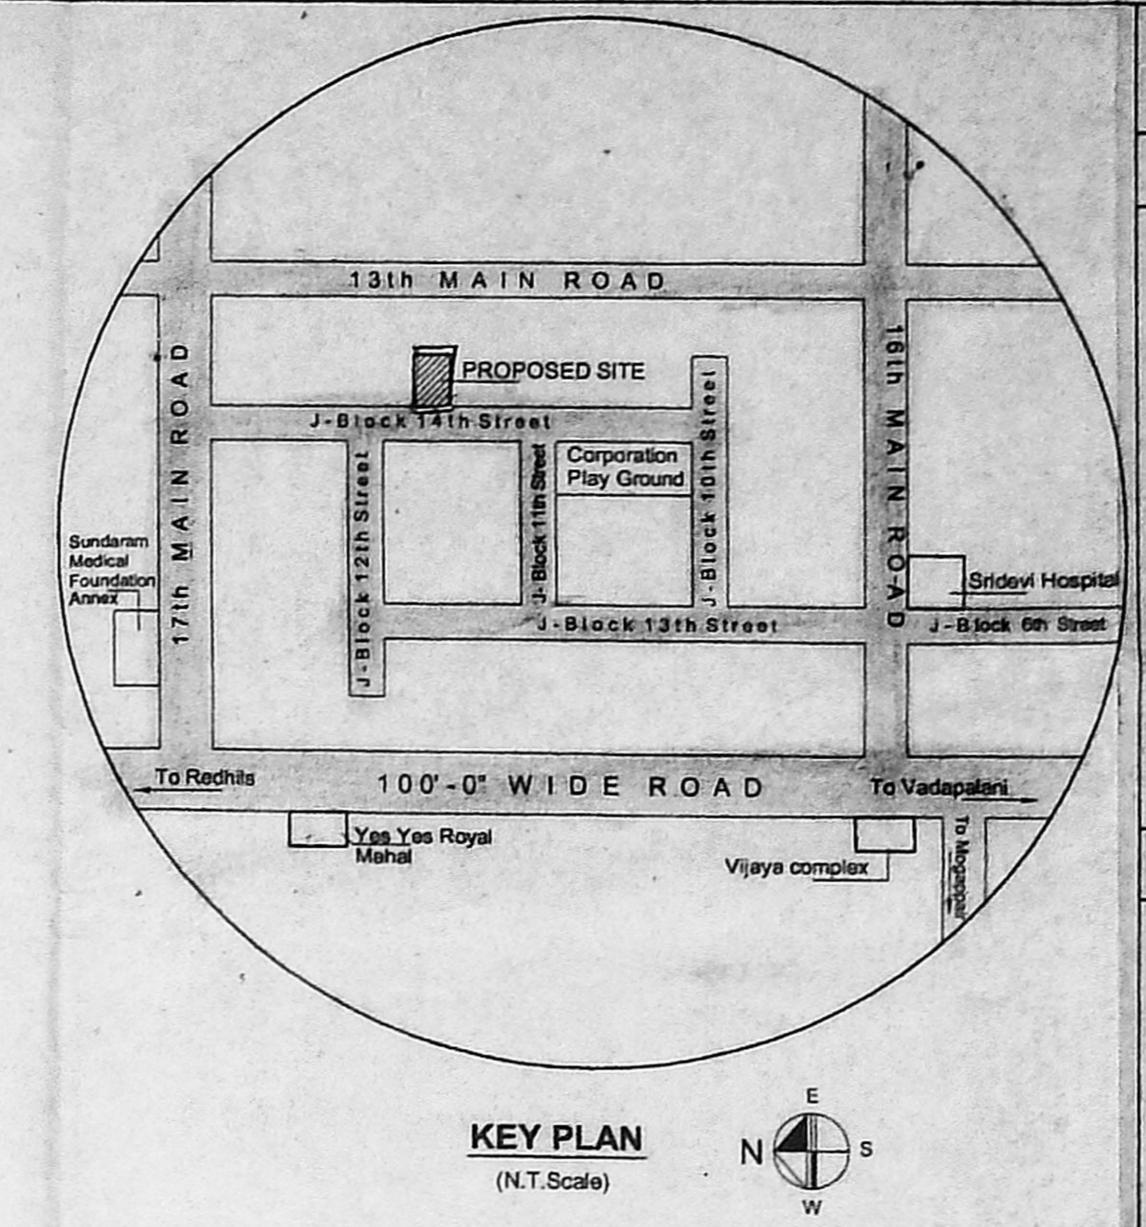 13th MAIN ROAD
16th MAIN ROAD
17th MAIN ROAD
PROPOSED SITE
J-Block 14th Street
J-Block 10th Street
Corporation
Play Ground
J-Block 11th Street
J-Block 12th Street
Sundaram
Medical
Foundation
Annex
Sridevi Hospital
J-Block 13th Street
J-Block 6th Street
To Redhils
100'-0" WIDE ROAD
To Vadapalani
Yes Yes Royal
Mahal
Vijaya complex
To Mogappair
KEY PLAN
(N.T.Scale)
E
N
S
W